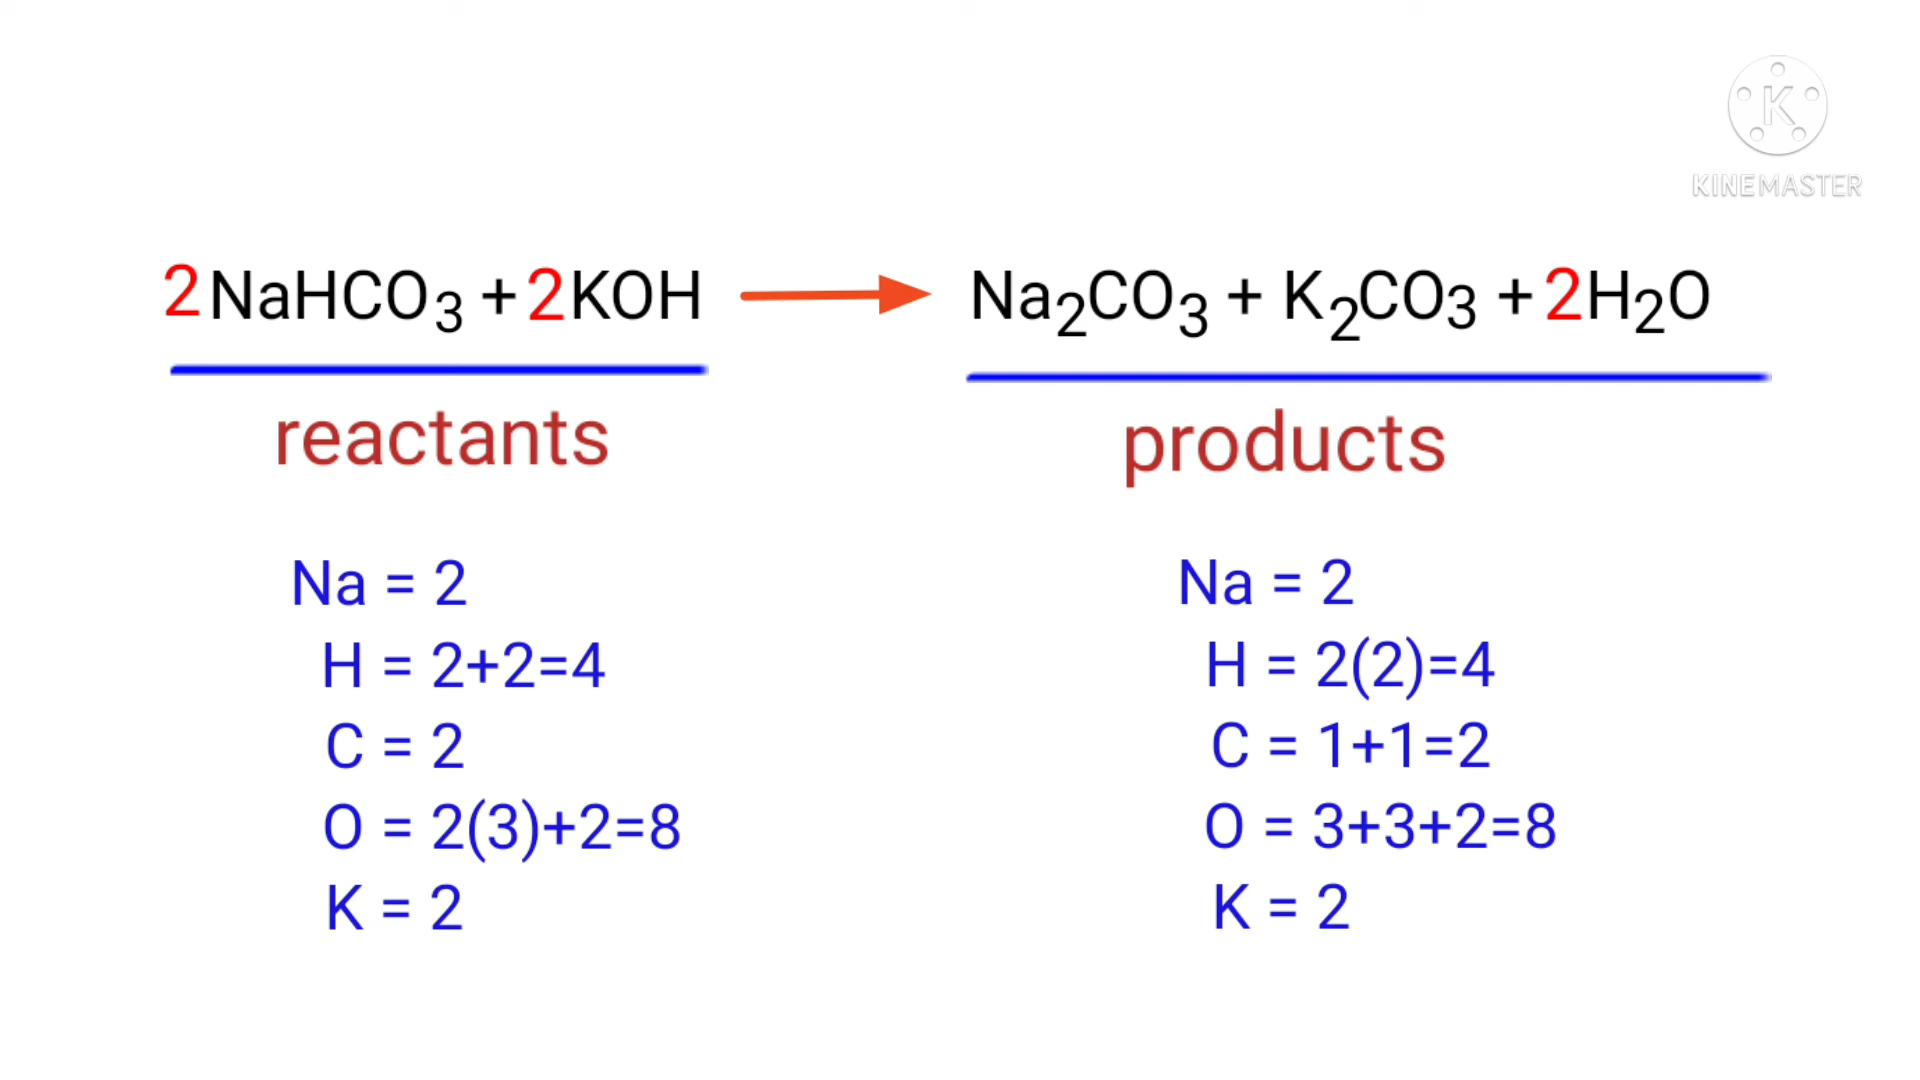 K
KINEMASTER
2NaHCO3 + 2KOH → Na2CO3 + K2CO3 + 2H2O
reactants
products
Na = 2
H = 2+2=4
C = 2
O = 2(3)+2=8
K = 2
Na = 2
H = 2(2)=4
C = 1+1=2
O = 3+3+2=8
K = 2